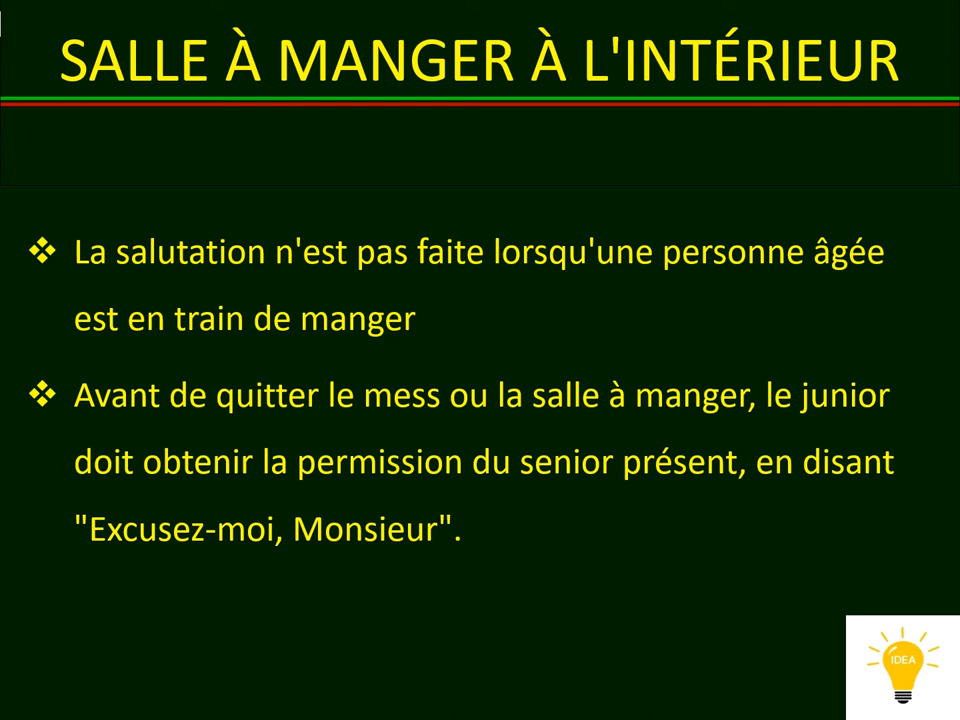 SALLE À MANGER À L'INTÉRIEUR
❖ La salutation n'est pas faite lorsqu'une personne âgée
est en train de manger
❖ Avant de quitter le mess ou la salle à manger, le junior
doit obtenir la permission du senior présent, en disant
"Excusez-moi, Monsieur".
IDEA